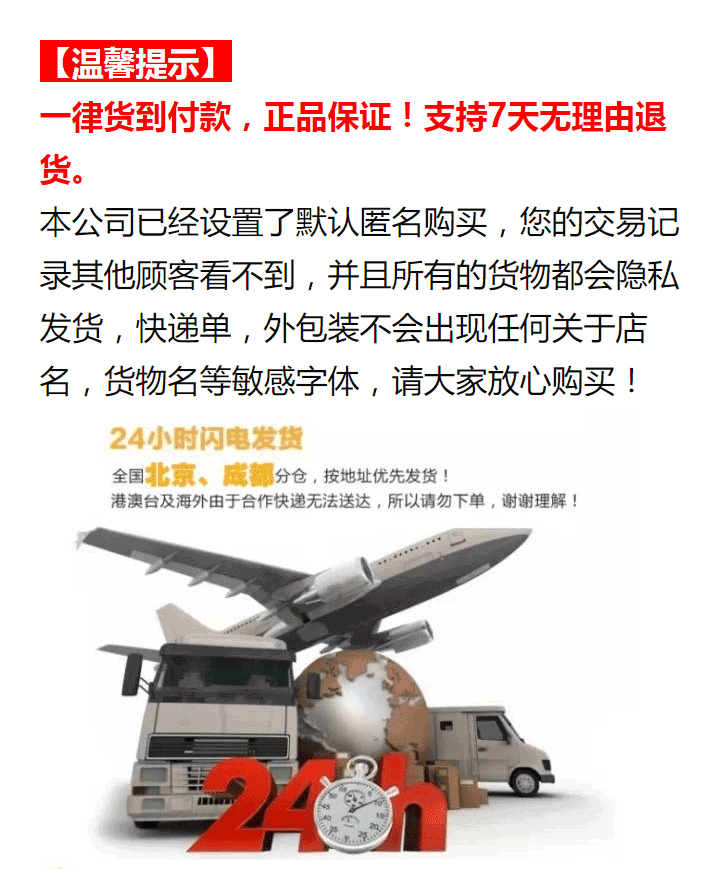 【温馨提示】
一律货到付款，正品保证！支持7天无理由退
货。
本公司已经设置了默认匿名购买，您的交易记
录其他顾客看不到，并且所有的货物都会隐私
发货，快递单，外包装不会出现任何关于店
名，货物名等敏感字体，请大家放心购买！
24小时闪电发货
全国北京、成都分仓，按地址优先发货！
港澳台及海外由于合作快递无法送达，所以请勿下单，谢谢理解！
24h